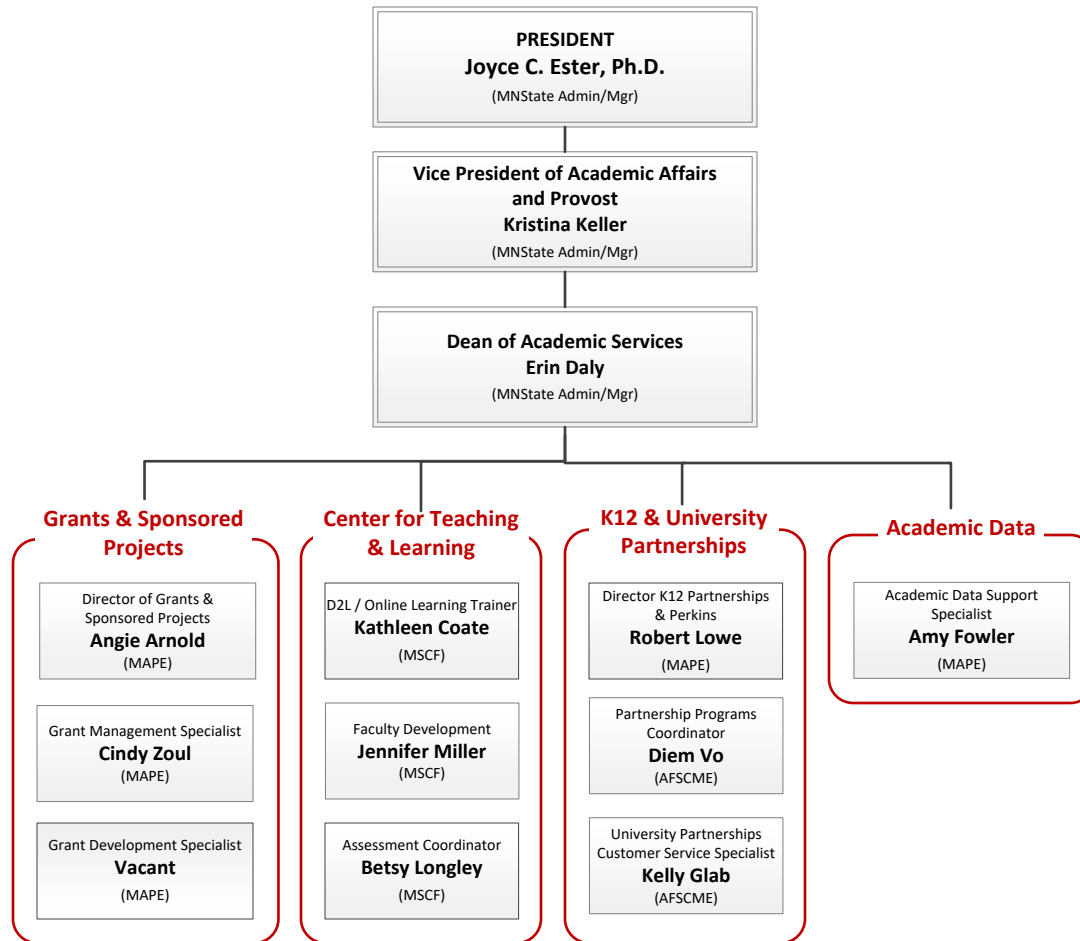 PRESIDENT
Joyce C. Ester, Ph.D.
(MNState Admin/Mgr)
Vice President of Academic Affairs
and Provost
Kristina Keller
(MNState Admin/Mgr)
Dean of Academic Services
Erin Daly
(MNState Admin/Mgr)
Grants & Sponsored
Projects
Director of Grants &
Sponsored Projects
Angie Arnold
(MAPE)
Grant Management Specialist
Cindy Zoul
(MAPE)
Grant Development Specialist
Vacant
(MAPE)
Center for Teaching
& Learning
D2L / Online Learning Trainer
Kathleen Coate
(MSCF)
Faculty Development
Jennifer Miller
(MSCF)
Assessment Coordinator
Betsy Longley
(MSCF)
K12 & University
Partnerships
Director K12 Partnerships
& Perkins
Robert Lowe
(MAPE)
Partnership Programs
Coordinator
Diem Vo
(AFSCME)
University Partnerships
Customer Service Specialist
Kelly Glab
(AFSCME)
Academic Data
Academic Data Support
Specialist
Amy Fowler
(MAPE)